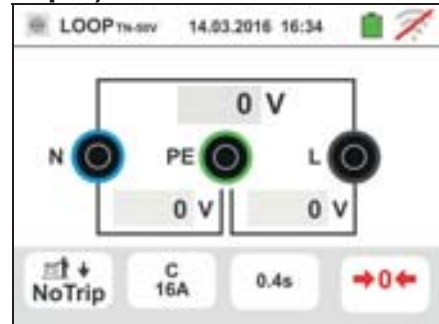 LOOP TN-50V 14.03.2016 16:34
0 V
N PE L
0 V 0 V
NoTrip C 0.4s →0←
16A